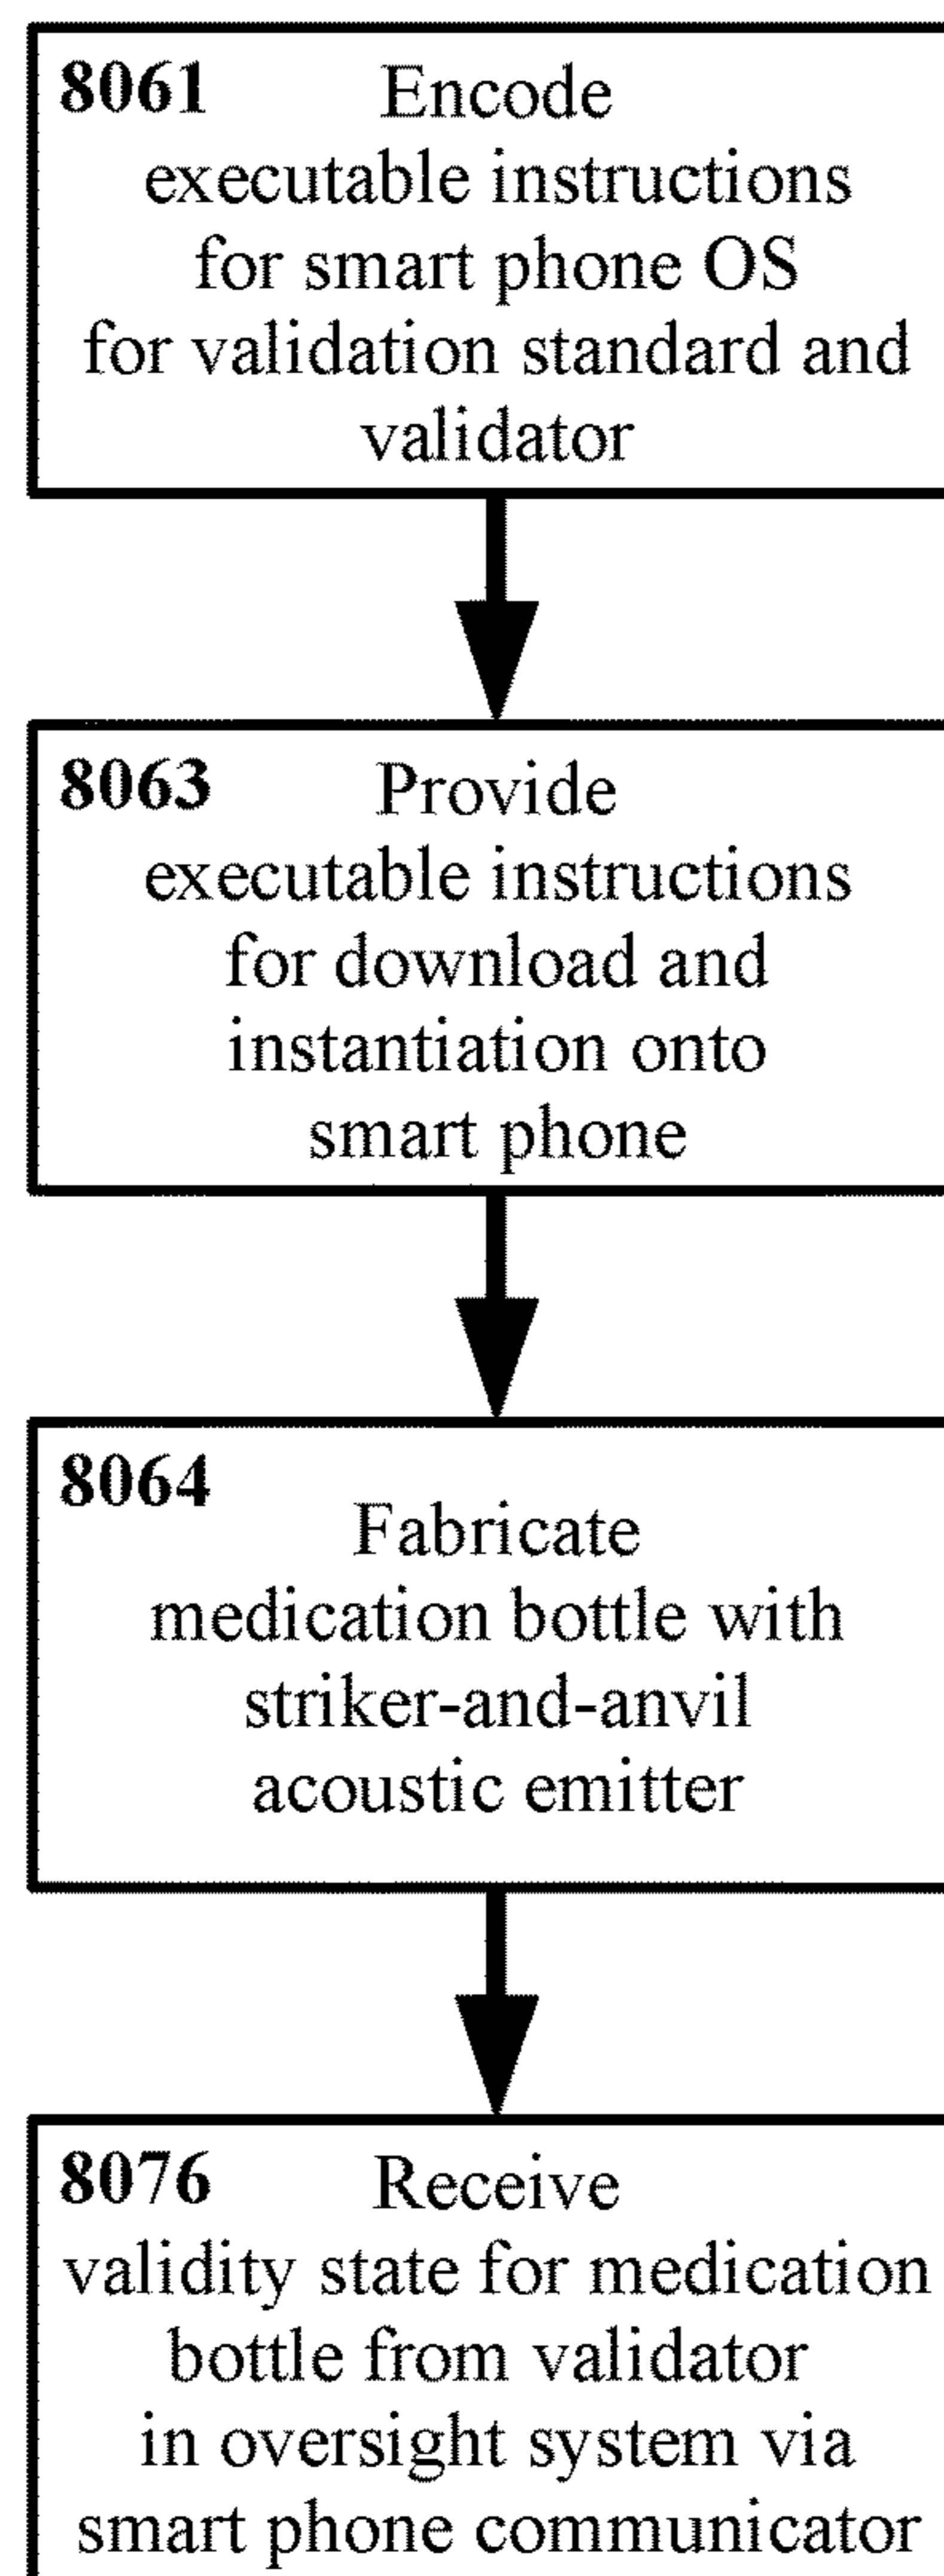 8061 Encode
executable instructions
for smart phone OS
for validation standard and
validator
8063 Provide
executable instructions
for download and
instantiation onto
smart phone
8064
Fabricate
medication bottle with
striker-and-anvil
acoustic emitter
8076 Receive
validity state for medication
bottle from validator
in oversight system via
smart phone communicator